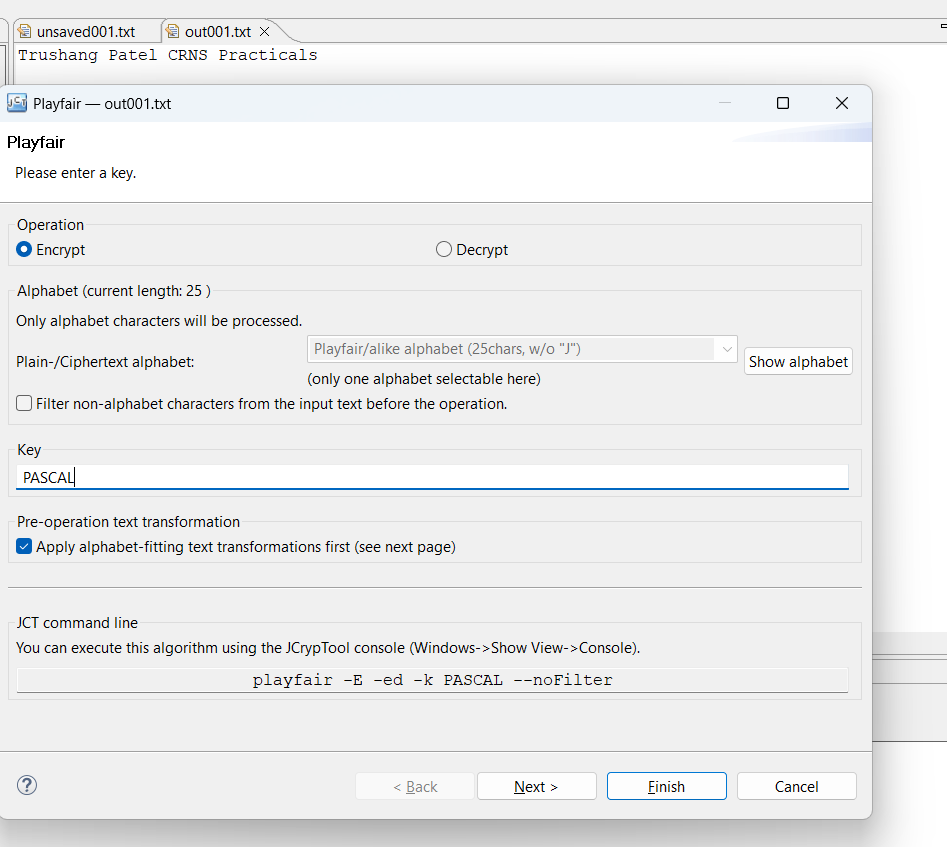 unsaved001.txt out001.txt
Trushang Patel CRNS Practicals
JCT Playfair — out001.txt
Playfair
Please enter a key.
Operation
Encrypt Decrypt
Alphabet (current length: 25 )
Only alphabet characters will be processed.
Plain-/Ciphertext alphabet: Playfair/alike alphabet (25chars, w/o "J") Show alphabet
(only one alphabet selectable here)
Filter non-alphabet characters from the input text before the operation.
Key
PASCAL
Pre-operation text transformation
Apply alphabet-fitting text transformations first (see next page)
JCT command line
You can execute this algorithm using the JCrypTool console (Windows->Show View->Console).
playfair -E -ed -k PASCAL --noFilter
? < Back Next > Finish Cancel